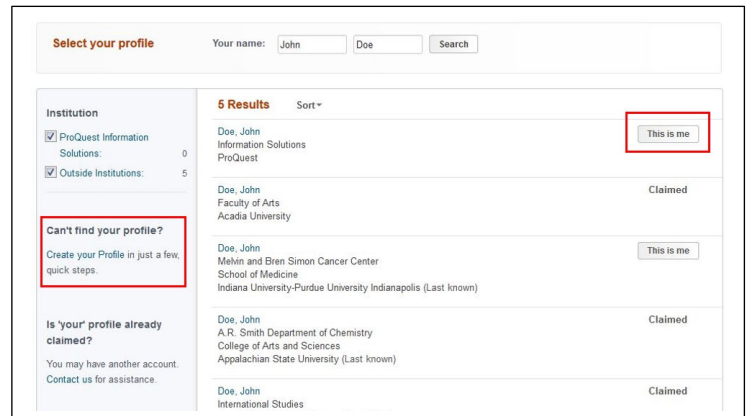 Select your profile
Your name: John Doe Search
Institution
ProQuest Information
Solutions: 0
Outside Institutions: 5
Can't find your profile?
Create your Profile in just a few,
quick steps.
Is 'your' profile already
claimed?
You may have another account.
Contact us for assistance.
5 Results Sort
Doe, John
Information Solutions
ProQuest
This is me
Doe, John
Faculty of Arts
Acadia University
Claimed
Doe, John
Melvin and Bren Simon Cancer Center
School of Medicine
Indiana University-Purdue University Indianapolis (Last known)
This is me
Doe, John
A.R. Smith Department of Chemistry
College of Arts and Sciences
Appalachian State University (Last known)
Claimed
Doe, John
International Studies
Claimed